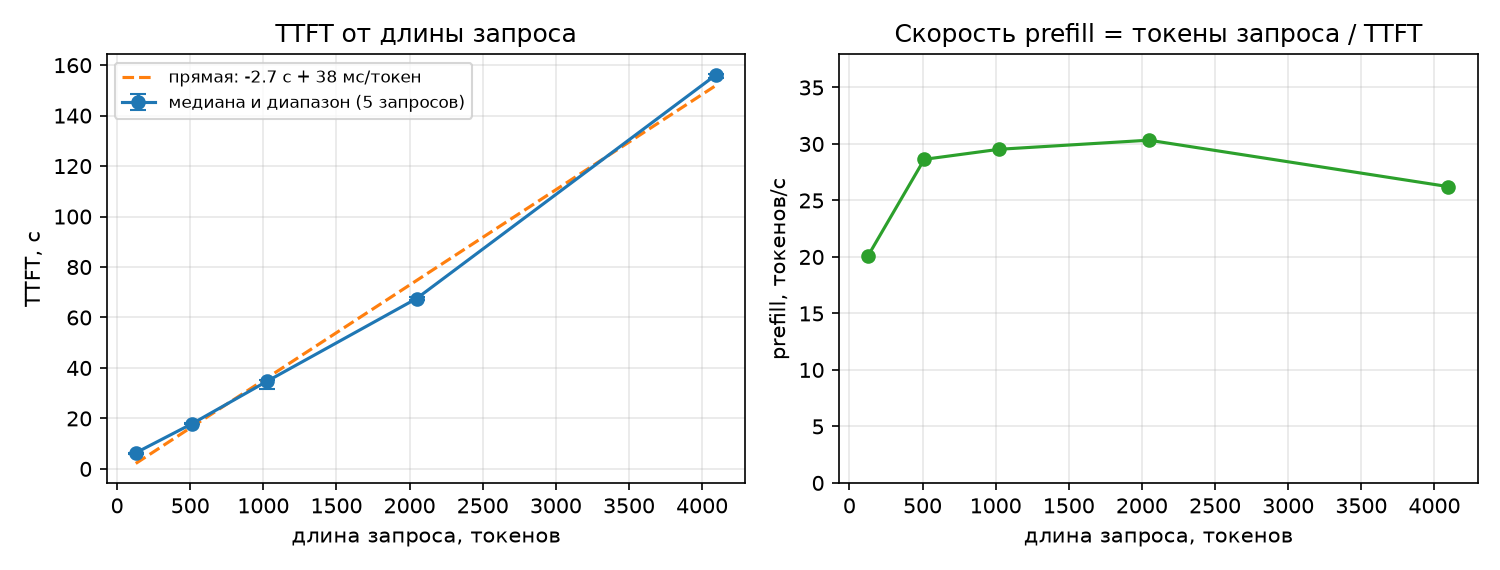 TTFT от длины запроса
160
140
120
100
80
60
40
20
0
TTFT, с
прямая: -2.7 с + 38 мс/токен
медиана и диапазон (5 запросов)
0 500 1000 1500 2000 2500 3000 3500 4000
длина запроса, токенов
Скорость prefill = токены запроса / TTFT
35
30
25
20
15
10
5
0
prefill, токенов/с
0 500 1000 1500 2000 2500 3000 3500 4000
длина запроса, токенов